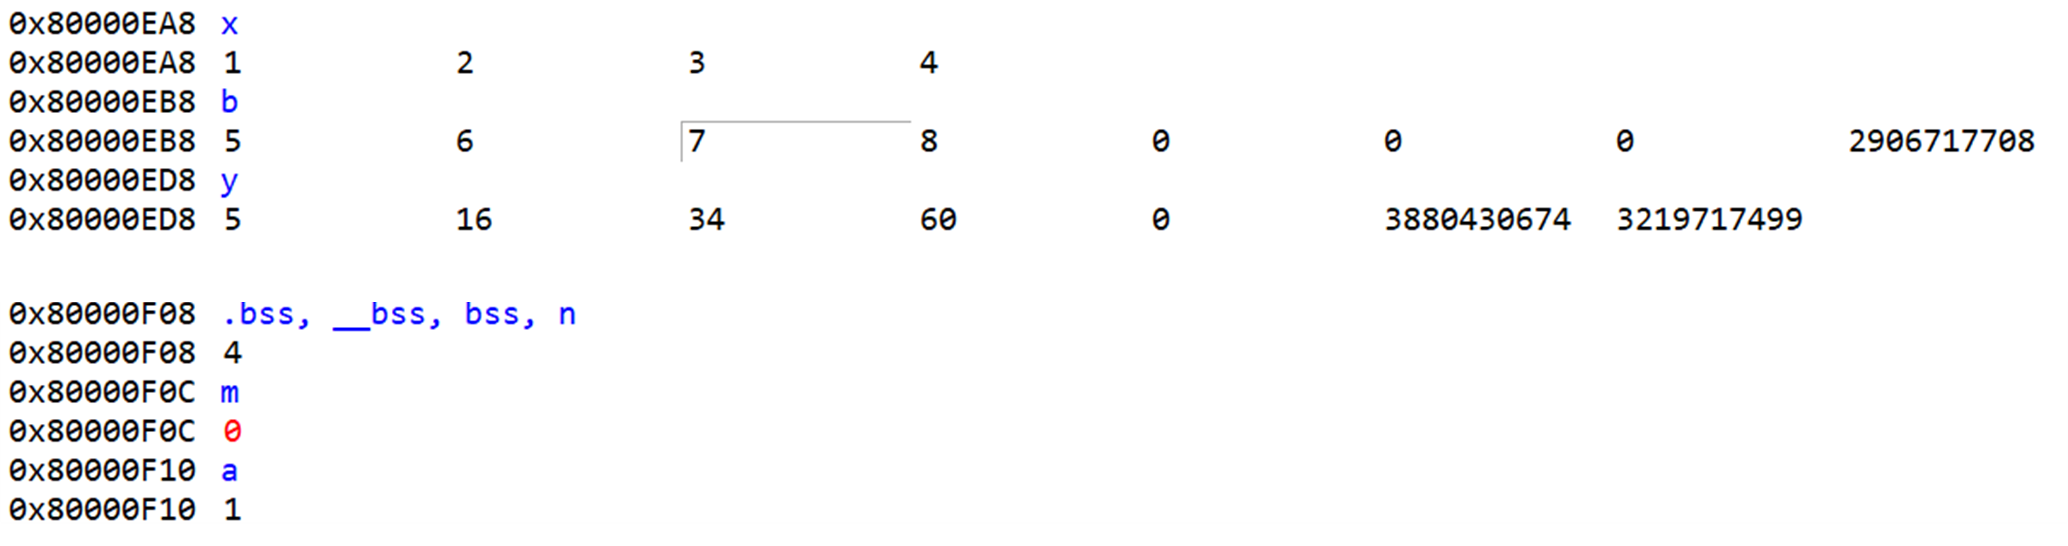 0x80000EA8 x
0x80000EA8 1 2 3 4
0x80000EB8 b
0x80000EB8 5 6 7 8 0 0 0 2906717708
0x80000ED8 y
0x80000ED8 5 16 34 60 0 3880430674 3219717499
0x80000F08 .bss, __bss, bss, n
0x80000F08 4
0x80000F0C m
0x80000F0C 0
0x80000F10 a
0x80000F10 1